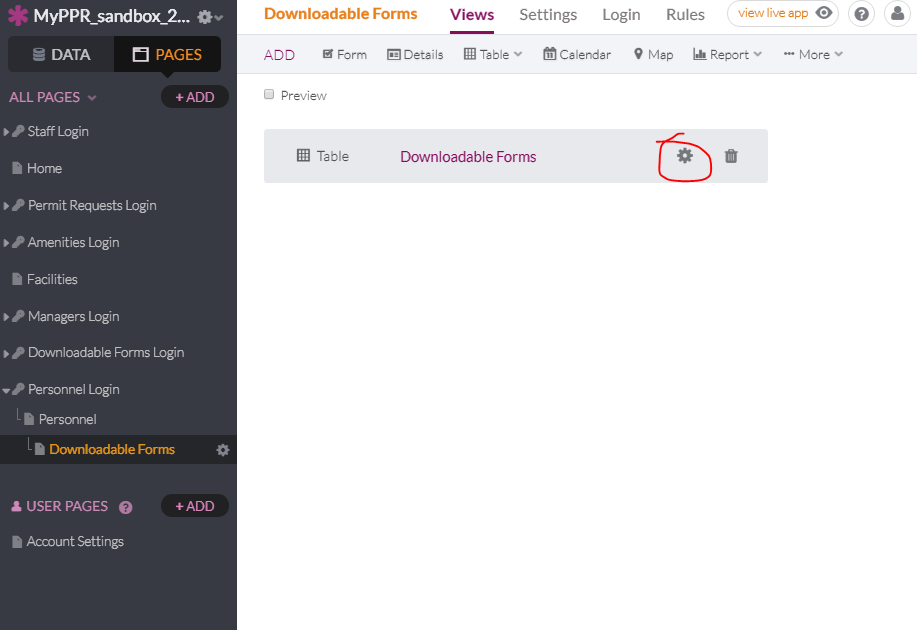 MyPPR_sandbox_2...
DATA
PAGES
ALL PAGES
+ ADD
Staff Login
Home
Permit Requests Login
Amenities Login
Facilities
Managers Login
Downloadable Forms Login
Personnel Login
Personnel
Downloadable Forms
USER PAGES ?
+ ADD
Account Settings
Downloadable Forms
Views
Settings
Login
Rules
view live app
?
ADD
Form
Details
Table
Calendar
Map
Report
More
Preview
Table
Downloadable Forms